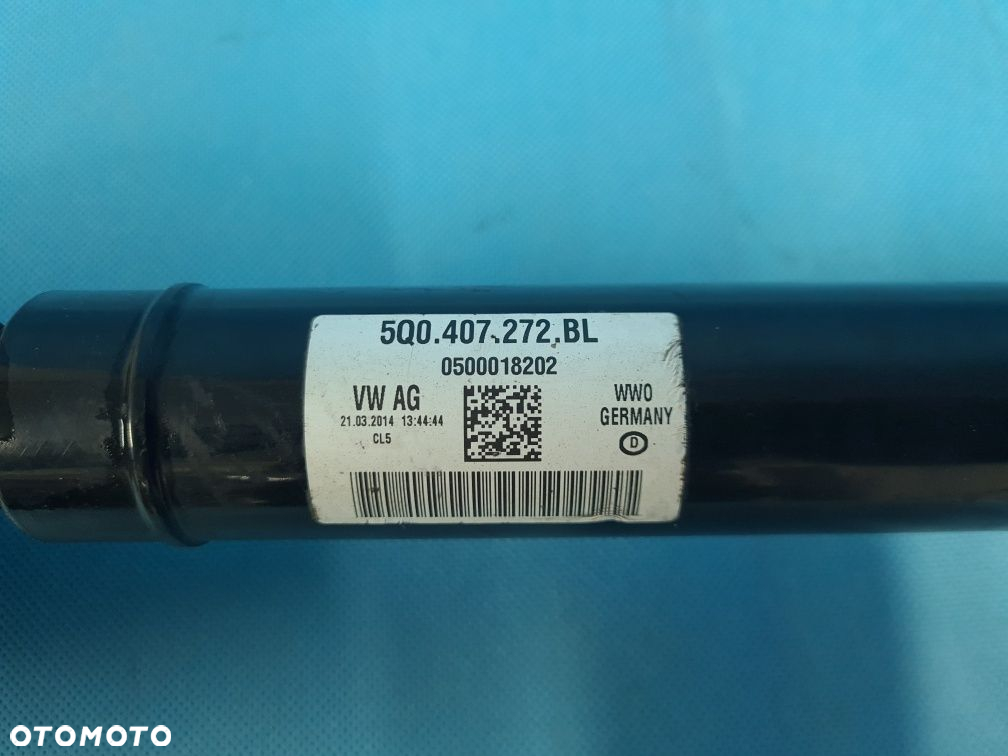 5Q0.407.272.BL
0500018202
VW AG
21.03.2014 13:44:44
CL5
WWO
GERMANY
D
OTOMOTO